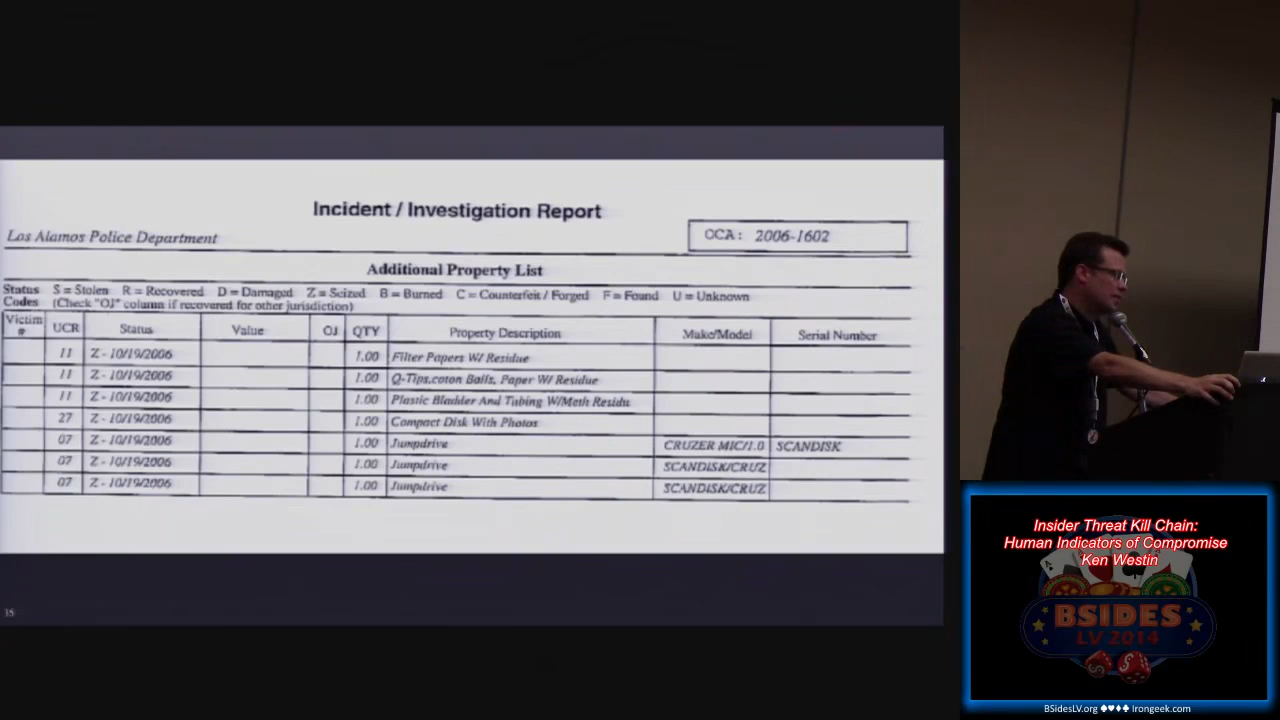 Incident / Investigation Report
Los Alamos Police Department
OCA: 2006-1602
Additional Property List
Status Codes S = Stolen R = Recovered D = Damaged Z = Seized B = Burned C = Counterfeit / Forged F = Found U = Unknown
(Check "OJ" column if recovered for other jurisdiction)
Victim # UCR Status Value OJ QTY Property Description Make/Model Serial Number
11 Z - 10/19/2006 1.00 Filter Papers W/ Residue
11 Z - 10/19/2006 1.00 Q-Tips,coton Balls, Paper W/ Residue
11 Z - 10/19/2006 1.00 Plastic Bladder And Tubing W/Meth Residu
27 Z - 10/19/2006 1.00 Compact Disk With Photos
07 Z - 10/19/2006 1.00 Jumpdrive CRUZER MIC/1.0 SCANDISK
07 Z - 10/19/2006 1.00 Jumpdrive SCANDISK/CRUZ
07 Z - 10/19/2006 1.00 Jumpdrive SCANDISK/CRUZ
15
Insider Threat Kill Chain:
Human Indicators of Compromise
Ken Westin
BSIDES
LV 2014
BSidesLV.org ♠♥♦♣ Irongeek.com